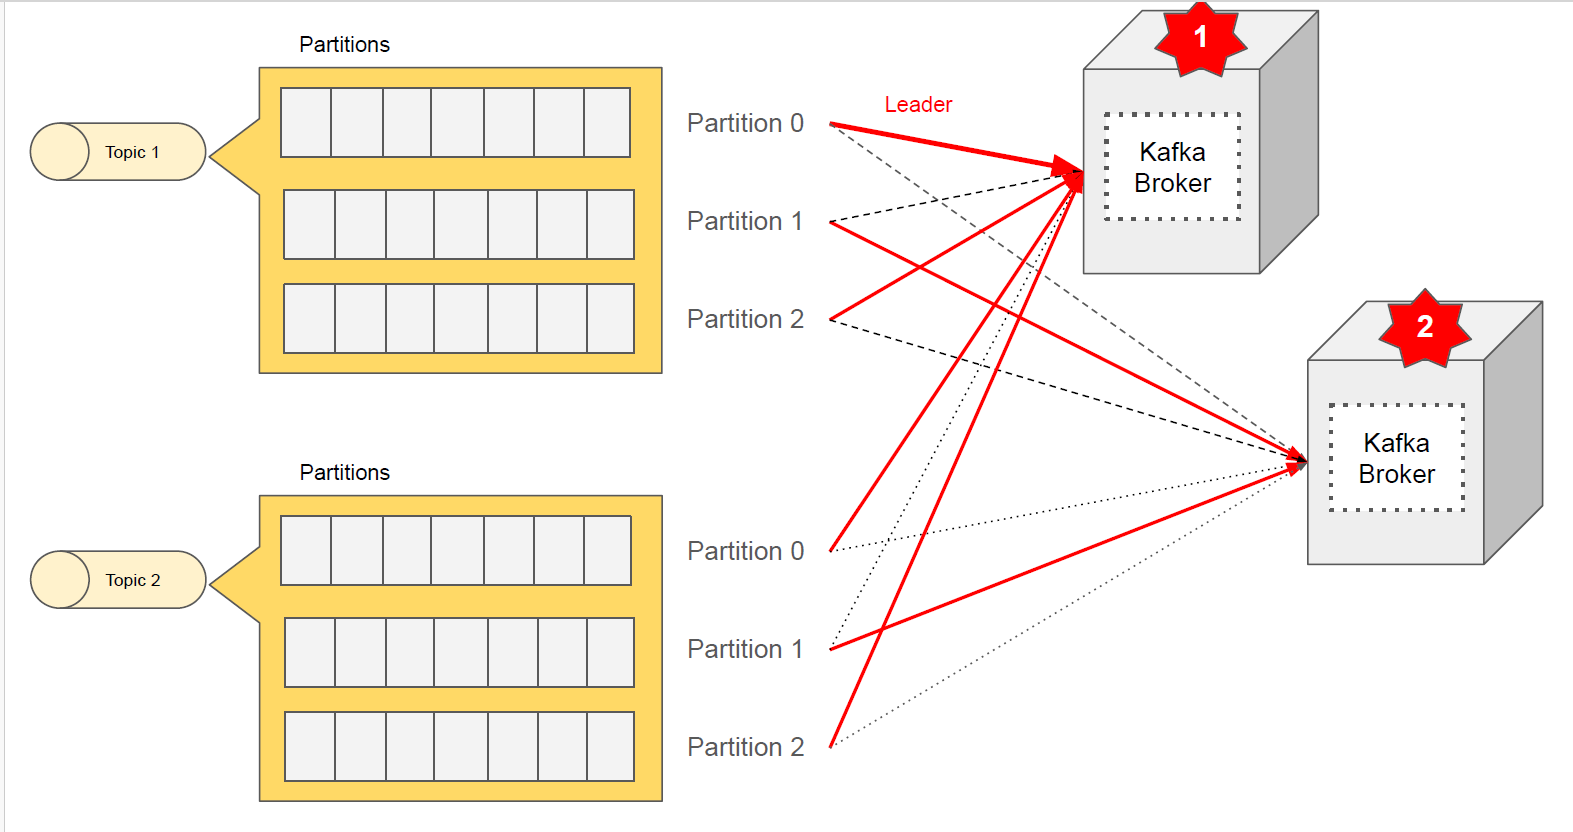 Partitions
Topic 1
Partition 0
Partition 1
Partition 2
Leader
1
Kafka
Broker
2
Kafka
Broker
Partitions
Topic 2
Partition 0
Partition 1
Partition 2